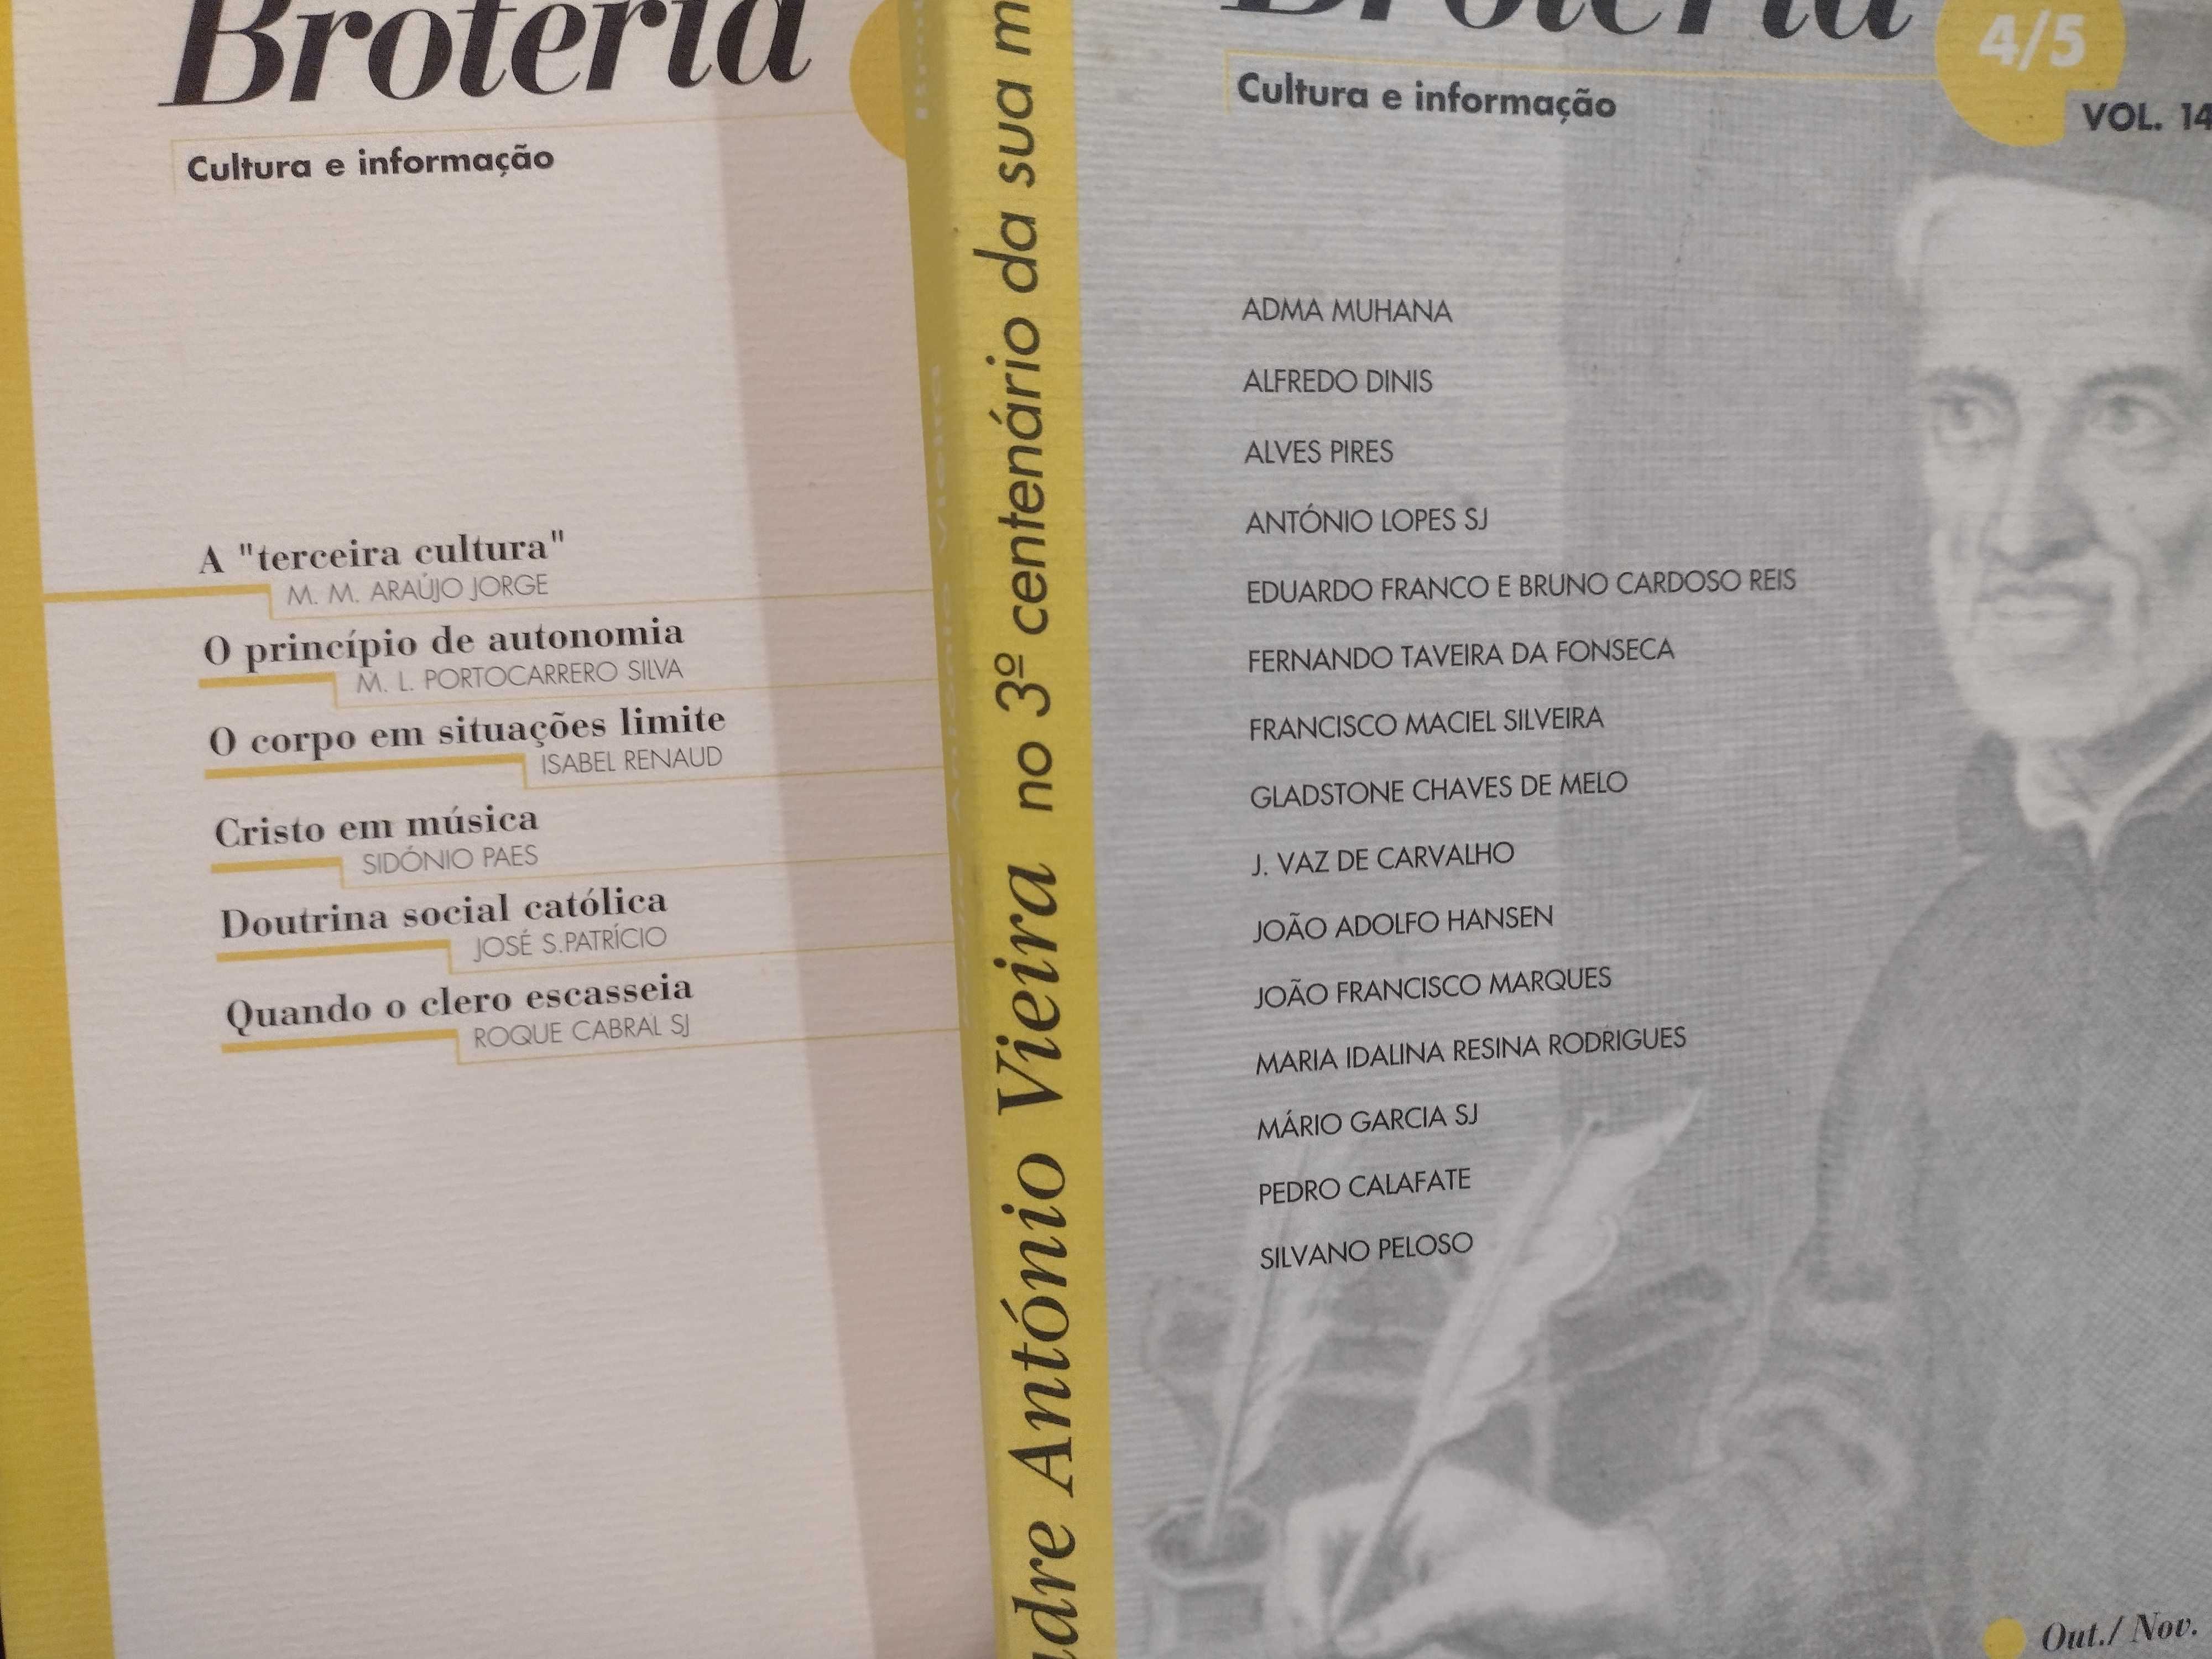 Broteria
Cultura e informação
A "terceira cultura"
M. M. ARAÚJO JORGE
O princípio de autonomia
M. L. PORTOCARRERO SILVA
O corpo em situações limite
ISABEL RENAUD
Cristo em música
SIDÓNIO PAES
Doutrina social católica
JOSÉ S.PATRÍCIO
Quando o clero escasseia
ROQUE CABRAL SJ
António Vieira no 3º centenário da sua
Broteria
4/5
Cultura e informação
VOL. 14
ADMA MUHANA
ALFREDO DINIS
ALVES PIRES
ANTÓNIO LOPES SJ
EDUARDO FRANCO E BRUNO CARDOSO REIS
FERNANDO TAVEIRA DA FONSECA
FRANCISCO MACIEL SILVEIRA
GLADSTONE CHAVES DE MELO
J. VAZ DE CARVALHO
JOÃO ADOLFO HANSEN
JOÃO FRANCISCO MARQUES
MARIA IDALINA RESINA RODRIGUES
MÁRIO GARCIA SJ
PEDRO CALAFATE
SILVANO PELOSO
Out./ Nov.